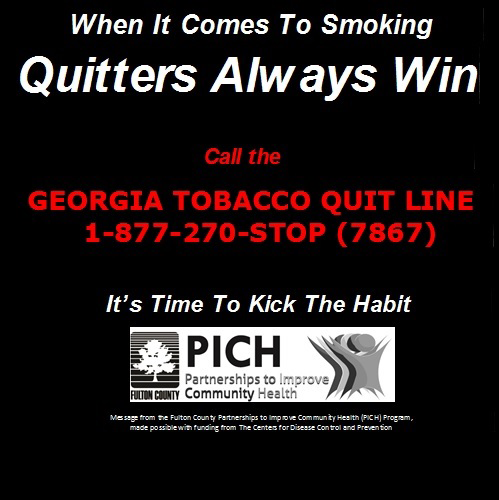 When It Comes To Smoking
Quitters Always Win
Call the
GEORGIA TOBACCO QUIT LINE
1-877-270-STOP (7867)
It's Time To Kick The Habit
FULTON COUNTY
PICH
Partnerships to Improve
Community Health
Message from the Fulton County Partnerships to Improve Community Health (PICH) Program,
made possible with funding from The Centers for Disease Control and Prevention